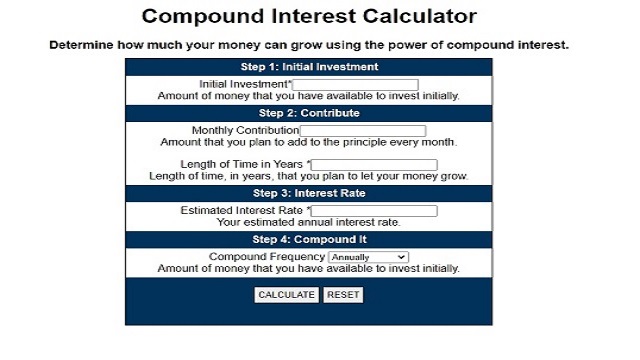 Compound Interest Calculator
Determine how much your money can grow using the power of compound interest.
Step 1: Initial Investment
Initial Investment*
Amount of money that you have available to invest initially.
Step 2: Contribute
Monthly Contribution
Amount that you plan to add to the principle every month.
Length of Time in Years *
Length of time, in years, that you plan to let your money grow.
Step 3: Interest Rate
Estimated Interest Rate *
Your estimated annual interest rate.
Step 4: Compound It
Compound Frequency Annually
Amount of money that you have available to invest initially.
CALCULATE RESET